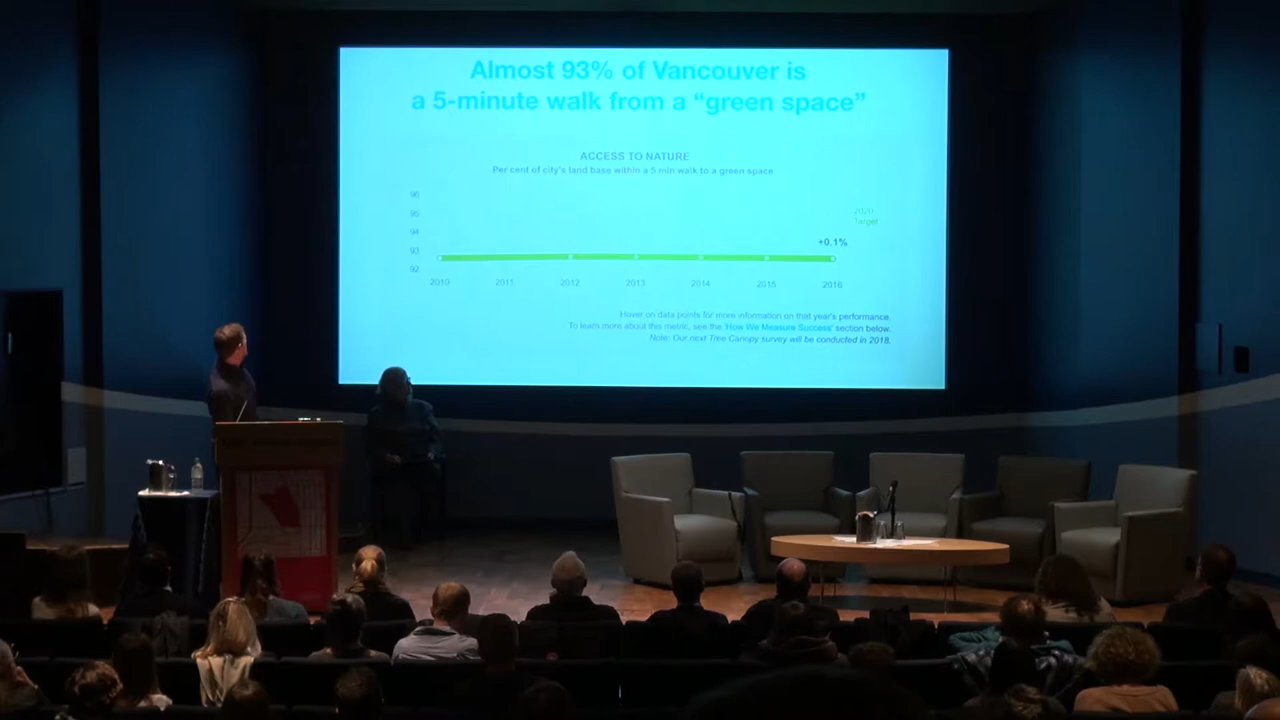 Almost 93% of Vancouver is
a 5-minute walk from a “green space”
ACCESS TO NATURE
Per cent of city's land base within a 5 min walk to a green space
96
95
94
93
92
2020
Target
+0.1%
2010 2011 2012 2013 2014 2015 2016
Hover on data points for more information on that year's performance.
To learn more about this metric, see the 'How We Measure Success' section below.
Note: Our next Tree Canopy survey will be conducted in 2018.